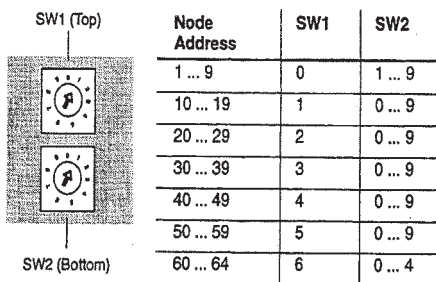 SW1 (Top)
SW2 (Bottom)
Node Address SW1 SW2
1 ... 9 0 1 ... 9
10 ... 19 1 0 ... 9
20 ... 29 2 0 ... 9
30 ... 39 3 0 ... 9
40 ... 49 4 0 ... 9
50 ... 59 5 0 ... 9
60 ... 64 6 0 ... 4